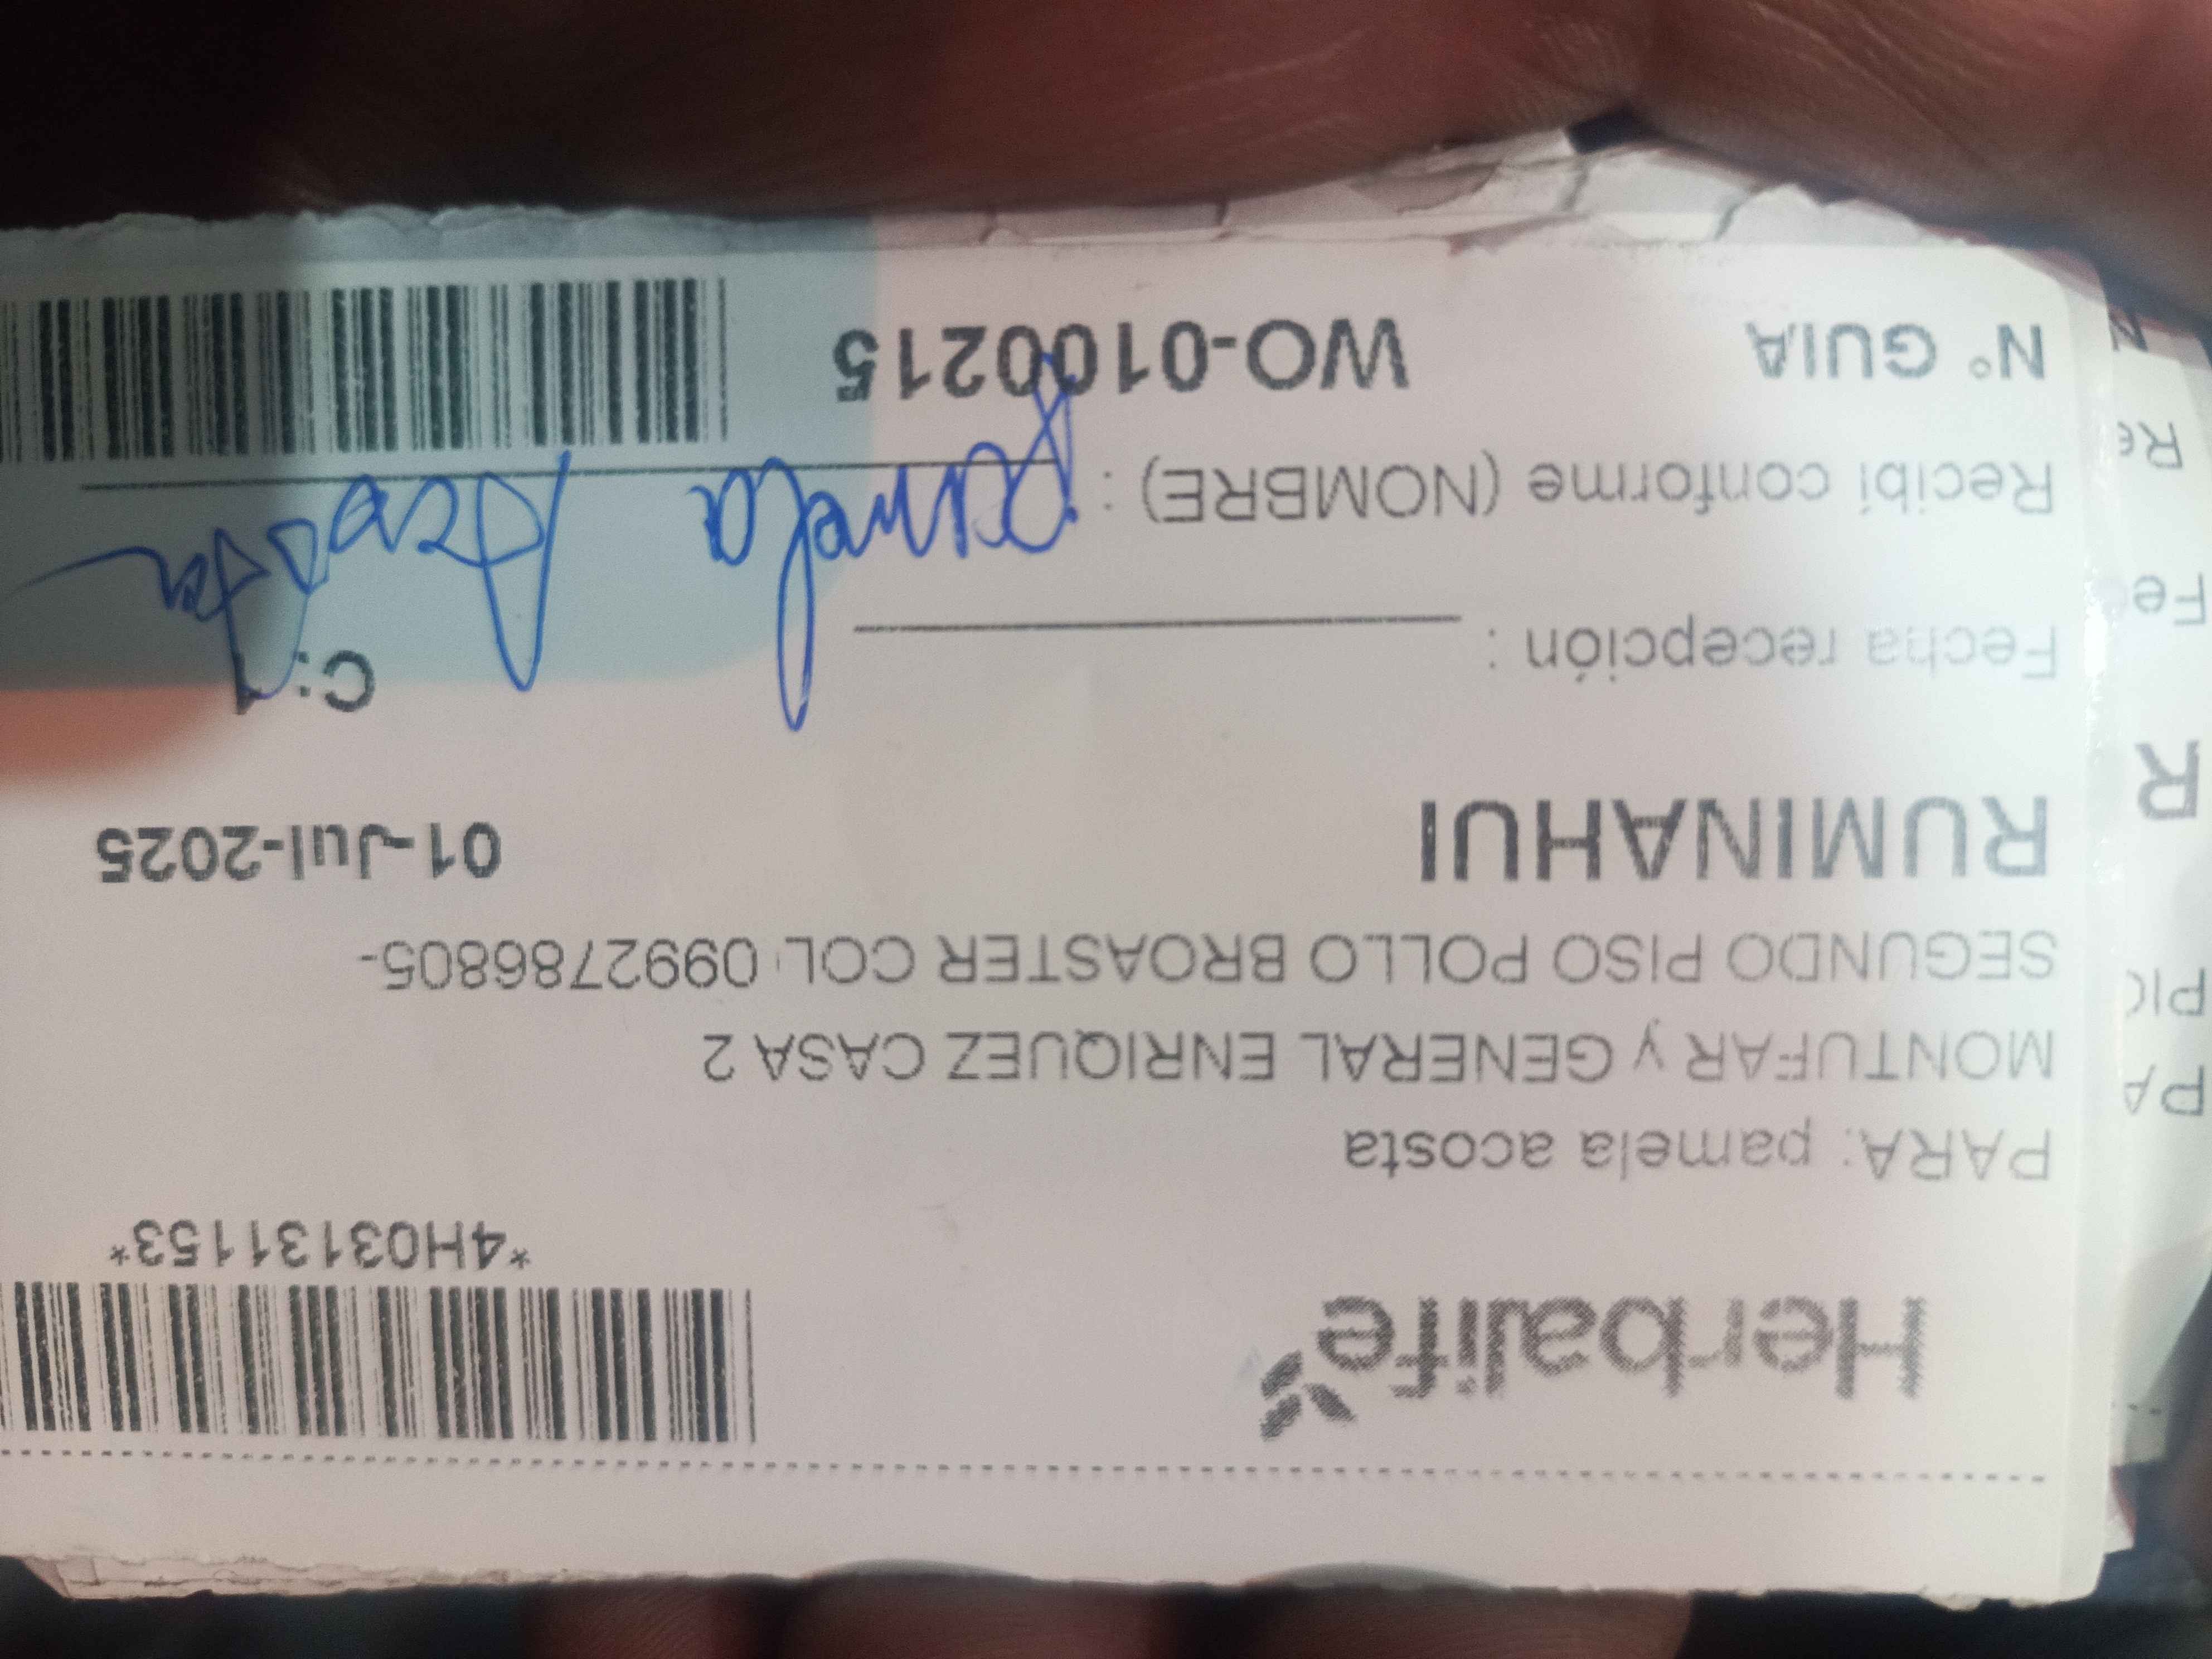 Herbalife
*4H03131153*
PARA: pamela acosta
MONTUFAR y GENERAL ENRIQUEZ CASA 2
SEGUNDO PISO POLLO BROASTER COL 0992786805-
RUMINAHUI 01-Jul-2025
Fecha recepción : C: 1
Recibí conforme (NOMBRE) : pamela Acosta
N° GUIA WO-0100215